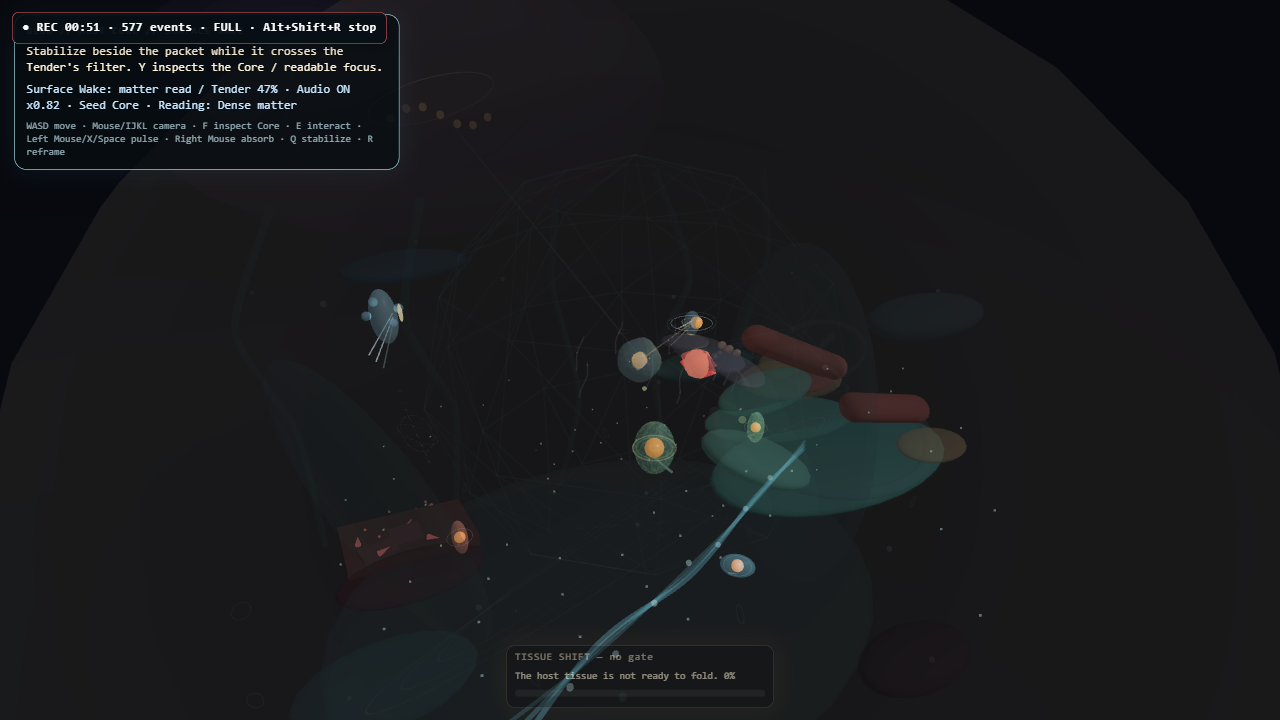 ● REC 00:51 · 577 events · FULL · Alt+Shift+R stop
Stabilize beside the packet while it crosses the
Tender's filter. Y inspects the Core / readable focus.
Surface Wake: matter read / Tender 47% · Audio ON
x0.82 · Seed Core · Reading: Dense matter
WASD move · Mouse/IJKL camera · F inspect Core · E interact ·
Left Mouse/X/Space pulse · Right Mouse absorb · Q stabilize · R
reframe
TISSUE SHIFT — no gate
The host tissue is not ready to fold. 0%